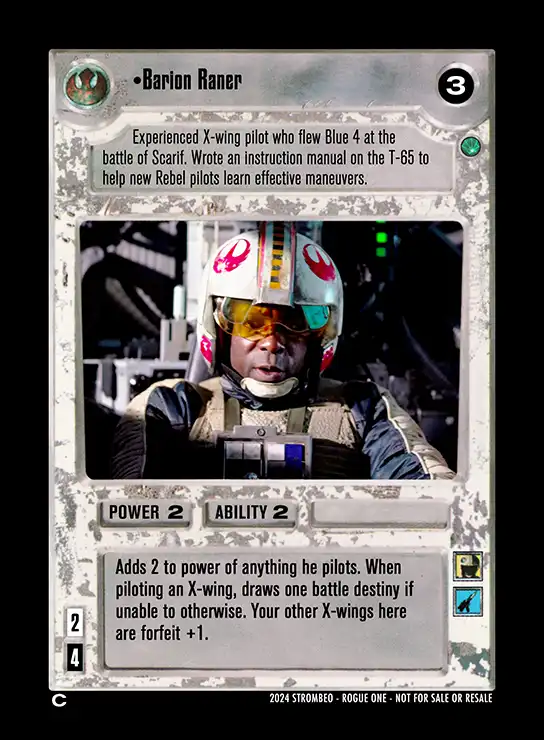 •Barion Raner
3
Experienced X-wing pilot who flew Blue 4 at the
battle of Scarif. Wrote an instruction manual on the T-65 to
help new Rebel pilots learn effective maneuvers.
POWER 2
ABILITY 2
Adds 2 to power of anything he pilots. When
piloting an X-wing, draws one battle destiny if
unable to otherwise. Your other X-wings here
are forfeit +1.
2
4
C
2024 STROMBEO - ROGUE ONE - NOT FOR SALE OR RESALE